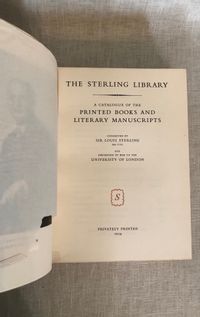 THE STERLING LIBRARY
A CATALOGUE OF THE
PRINTED BOOKS AND
LITERARY MANUSCRIPTS
COLLECTED BY
SIR LOUIS STERLING
AND
PRESENTED BY HIM TO THE
UNIVERSITY OF LONDON
S
PRIVATELY PRINTED